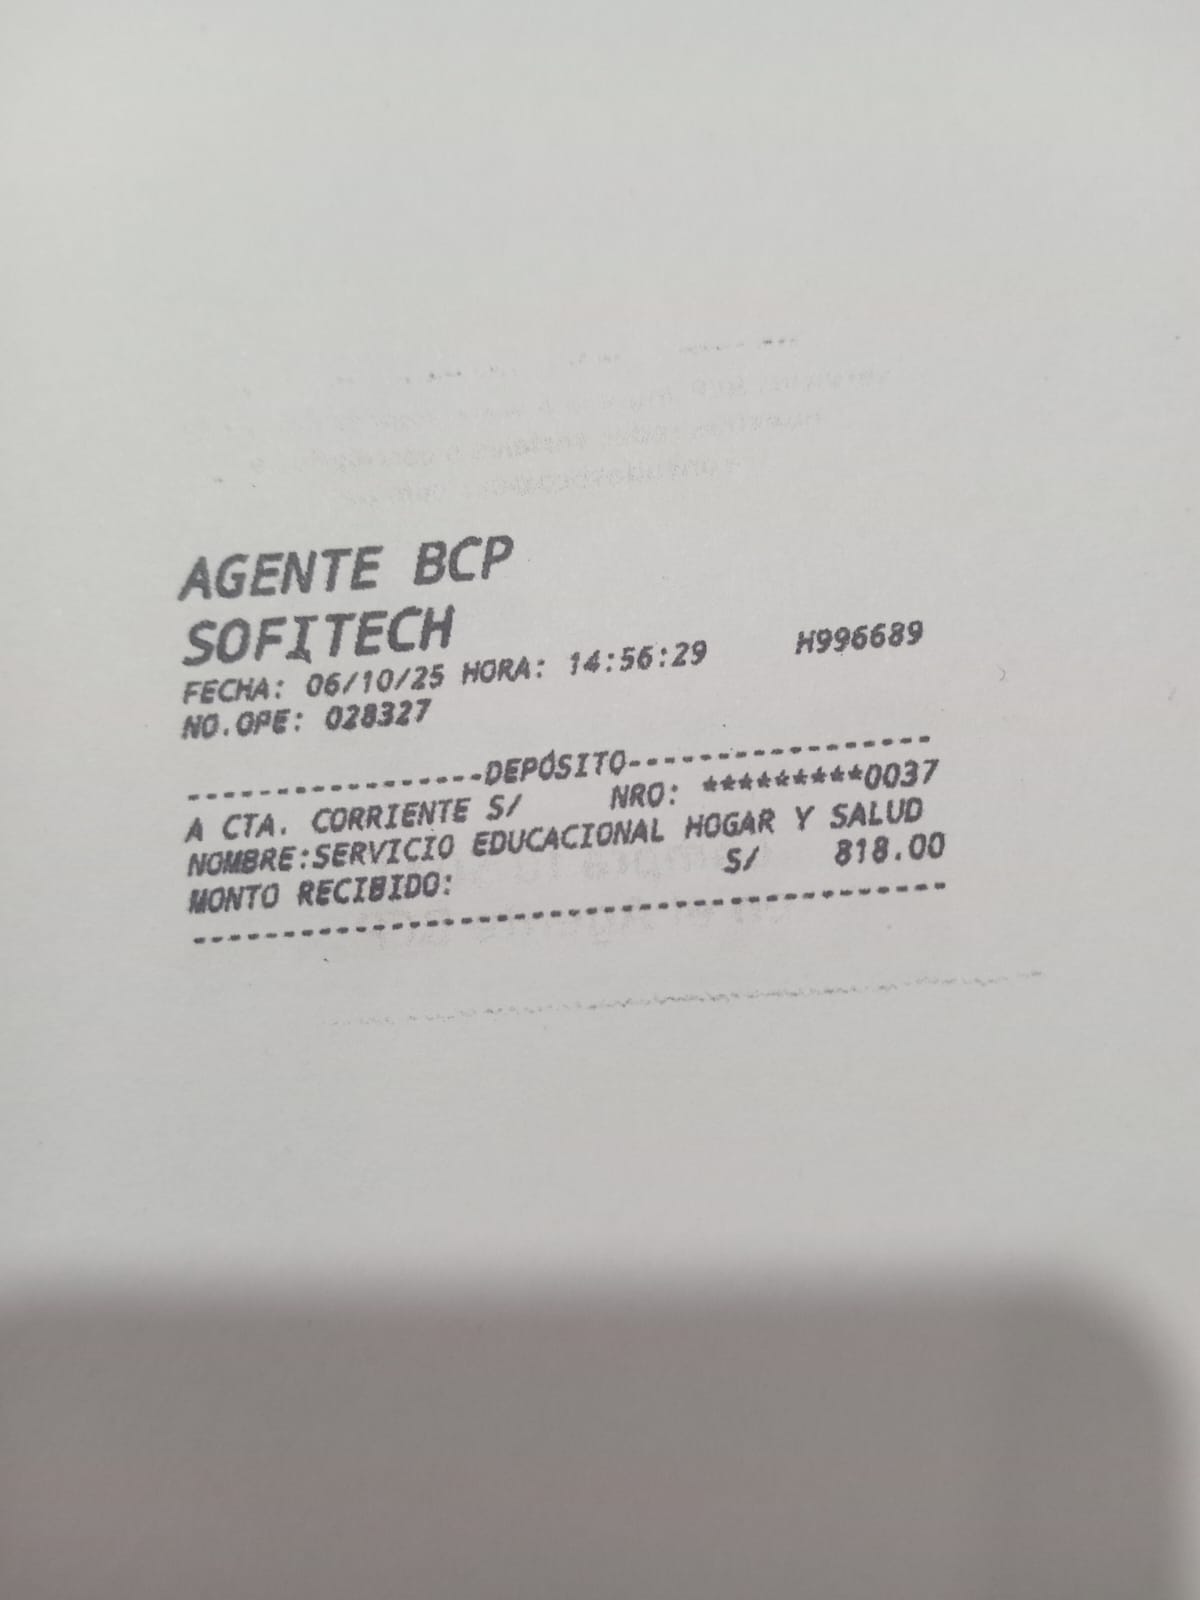 AGENTE BCP
SOFITECH
FECHA: 06/10/25 HORA: 14:56:29 H996689
NO.OPE: 028327
-----------------DEPÓSITO-----------------
A CTA. CORRIENTE S/ NRO: *********0037
NOMBRE:SERVICIO EDUCACIONAL HOGAR Y SALUD
MONTO RECIBIDO: S/ 818.00
------------------------------------------